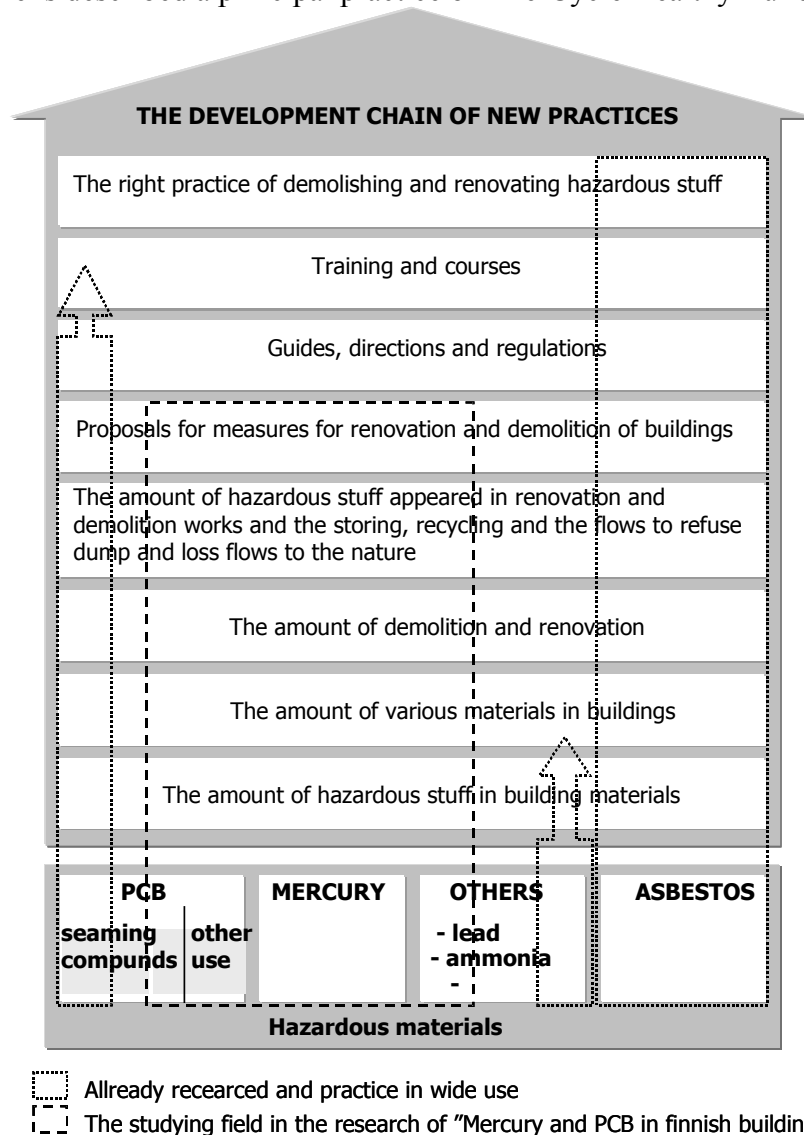 described a principal practice
THE DEVELOPMENT CHAIN OF NEW PRACTICES
The right practice of demolishing and renovating hazardous stuff
Training and courses
Guides, directions and regulations
Proposals for measures for renovation and demolition of buildings
The amount of hazardous stuff appeared in renovation and
demolition works and the storing, recycling and the flows to refuse
dump and loss flows to the nature
The amount of demolition and renovation
The amount of various materials in buildings
The amount of hazardous stuff in building materials
PCB MERCURY OTHERS ASBESTOS
seaming other - lead
compunds use - ammonia
-
Hazardous materials
Allready recearced and practice in wide use
The studying field in the research of ”Mercury and PCB in finnish buildin